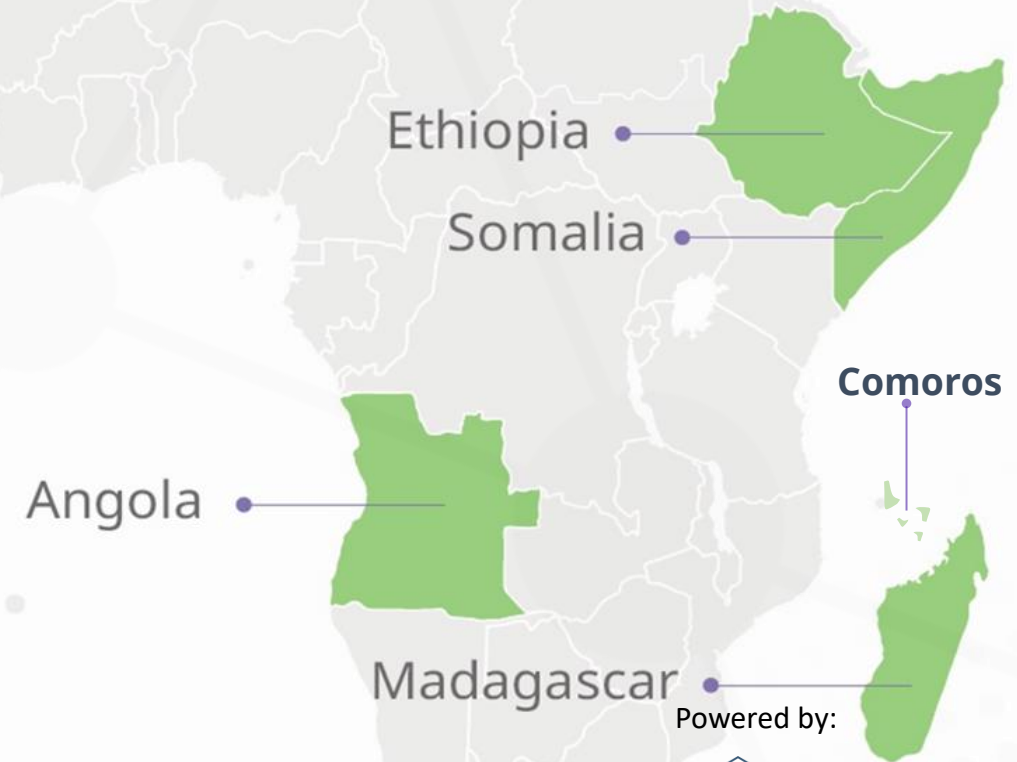 Ethiopia
Somalia
Comoros
Angola
Madagascar
Powered by: